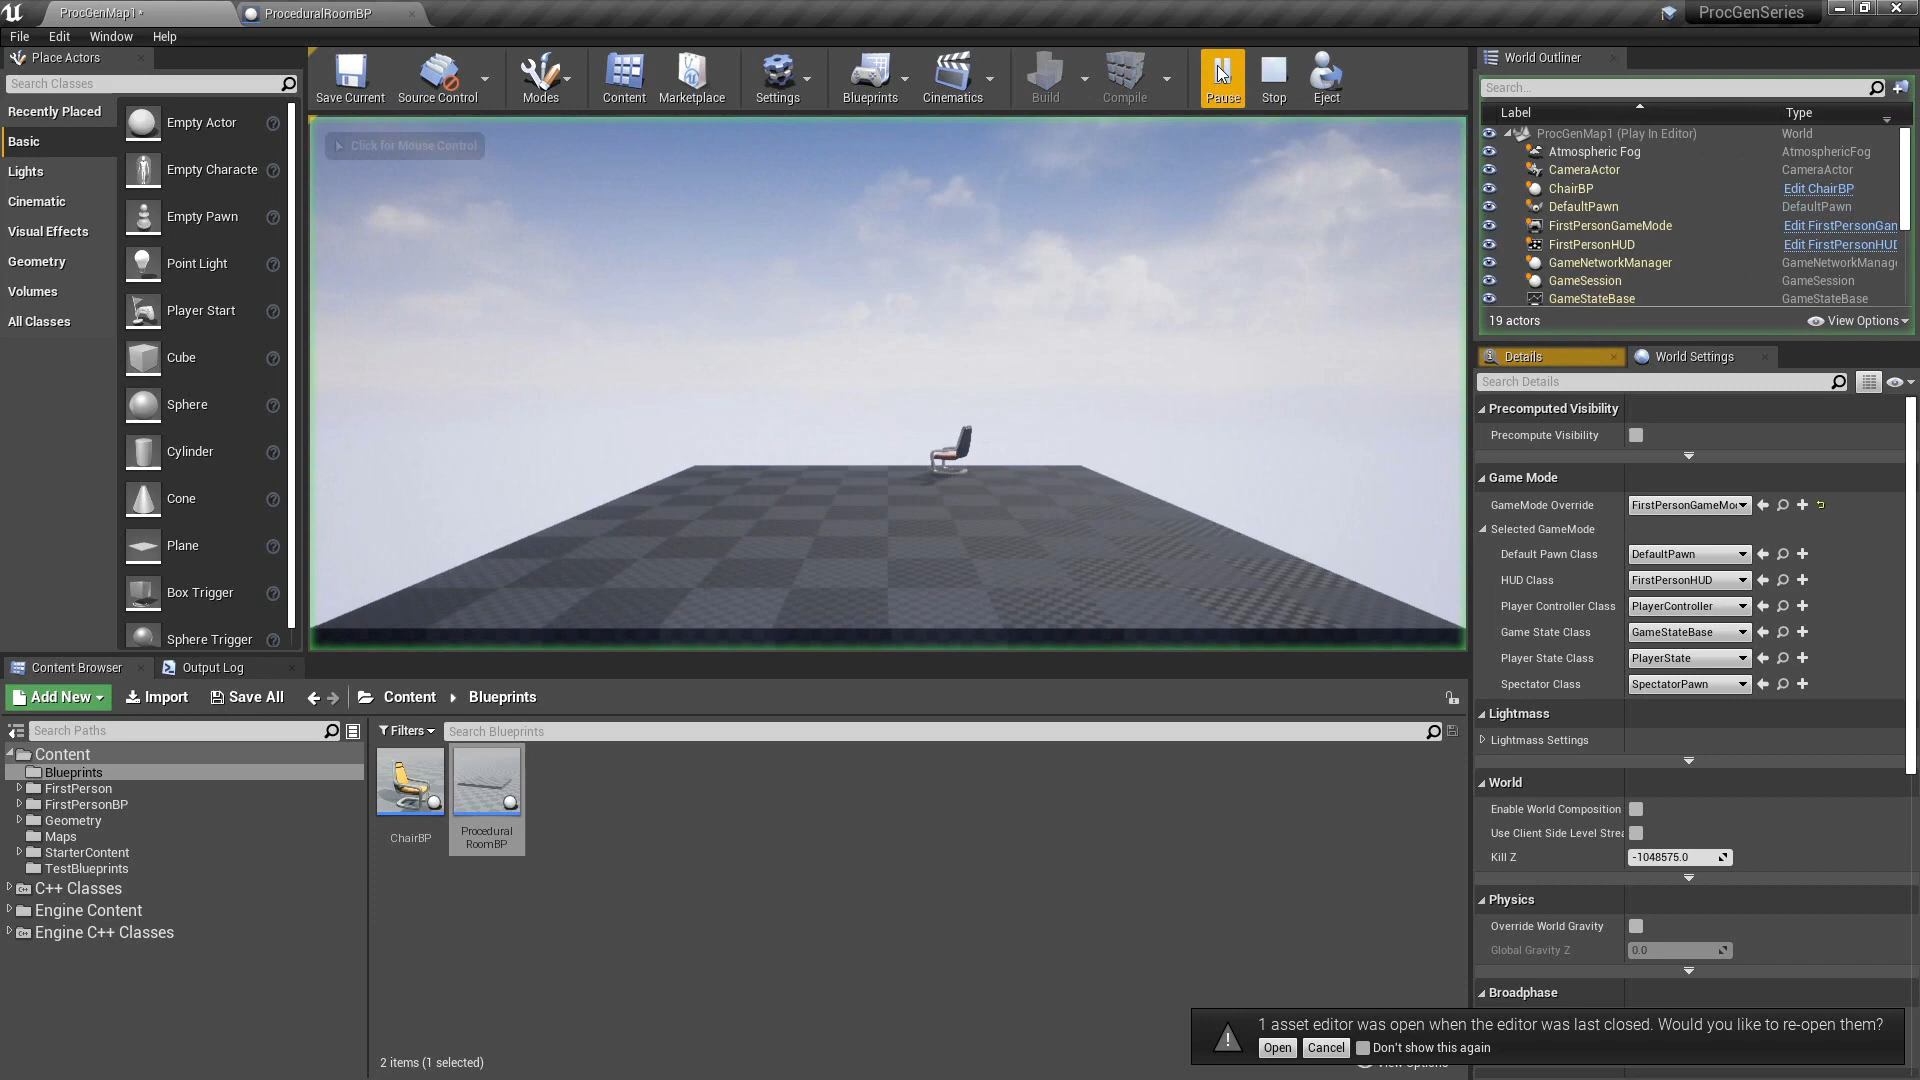 ProcGenMap1*
ProceduralRoomBP
ProcGenSeries
File Edit Window Help
Place Actors
Search Classes
Recently Placed
Basic
Lights
Cinematic
Visual Effects
Geometry
Volumes
All Classes
Empty Actor
Empty Characte
Empty Pawn
Point Light
Player Start
Cube
Sphere
Cylinder
Cone
Plane
Box Trigger
Sphere Trigger
Save Current
Source Control
Modes
Content
Marketplace
Settings
Blueprints
Cinematics
Build
Compile
Pause
Stop
Eject
Click for Mouse Control
World Outliner
Search...
Label Type
ProcGenMap1 (Play In Editor) World
Atmospheric Fog AtmosphericFog
CameraActor CameraActor
ChairBP Edit ChairBP
DefaultPawn DefaultPawn
FirstPersonGameMode Edit FirstPersonGan
FirstPersonHUD Edit FirstPersonHUD
GameNetworkManager GameNetworkManage
GameSession GameSession
GameStateBase GameStateBase
19 actors View Options
Details
World Settings
Search Details
Precomputed Visibility
Precompute Visibility
Game Mode
GameMode Override FirstPersonGameMo
Selected GameMode
Default Pawn Class DefaultPawn
HUD Class FirstPersonHUD
Player Controller Class PlayerController
Game State Class GameStateBase
Player State Class PlayerState
Spectator Class SpectatorPawn
Lightmass
Lightmass Settings
World
Enable World Composition
Use Client Side Level Strea
Kill Z -1048575.0
Physics
Override World Gravity
Global Gravity Z 0.0
Broadphase
Content Browser
Output Log
Add New Import Save All Content Blueprints
Search Paths
Filters
Search Blueprints
Content
Blueprints
FirstPerson
FirstPersonBP
Geometry
Maps
StarterContent
TestBlueprints
C++ Classes
Engine Content
Engine C++ Classes
ChairBP
Procedural
RoomBP
2 items (1 selected)
1 asset editor was open when the editor was last closed. Would you like to re-open them?
Open Cancel Don't show this again
View Options